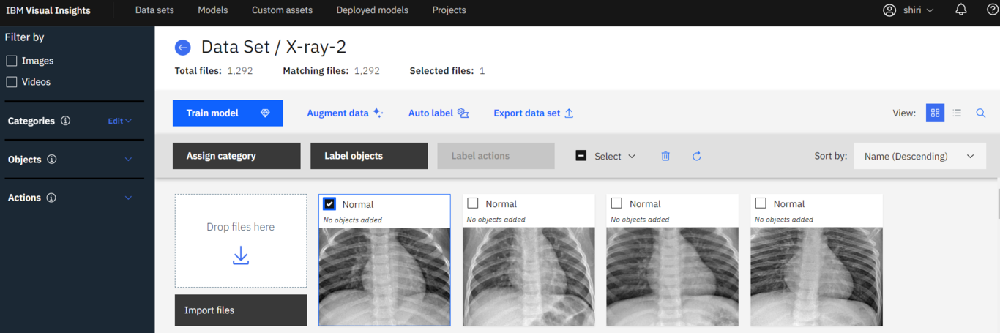 IBM Visual Insights
Data sets
Models
Custom assets
Deployed models
Projects
shiri
Filter by
Images
Videos
Categories
Edit
Objects
Actions
Data Set / X-ray-2
Total files: 1,292
Matching files: 1,292
Selected files: 1
Train model
Augment data
Auto label
Export data set
View:
Assign category
Label objects
Label actions
Select
Sort by:
Name (Descending)
Drop files here
Import files
Normal
No objects added
Normal
No objects added
Normal
No objects added
Normal
No objects added